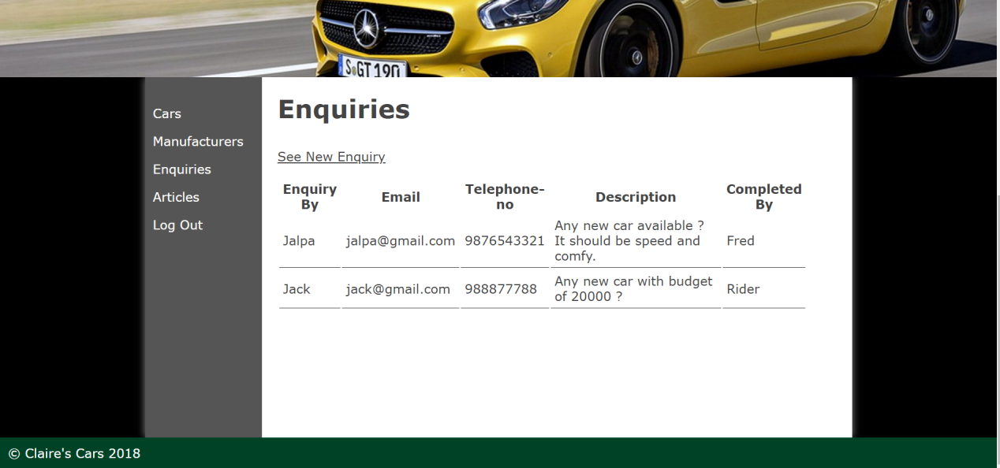 S GT 190
Cars
Manufacturers
Enquiries
Articles
Log Out
Enquiries
See New Enquiry
Enquiry
By
Email
Telephone-
no
Description
Completed
By
Jalpa
jalpa@gmail.com
9876543321
Any new car available ?
It should be speed and
comfy.
Fred
Jack
jack@gmail.com
988877788
Any new car with budget
of 20000 ?
Rider
© Claire's Cars 2018